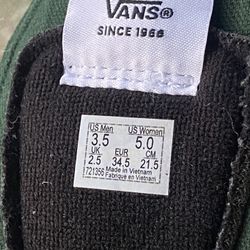 VANS®
SINCE 1966
US Men US Women
3.5 5.0
UK EUR CM
2.5 34.5 21.5
721356 Made in Vietnam
Fabriqué en Vietnam